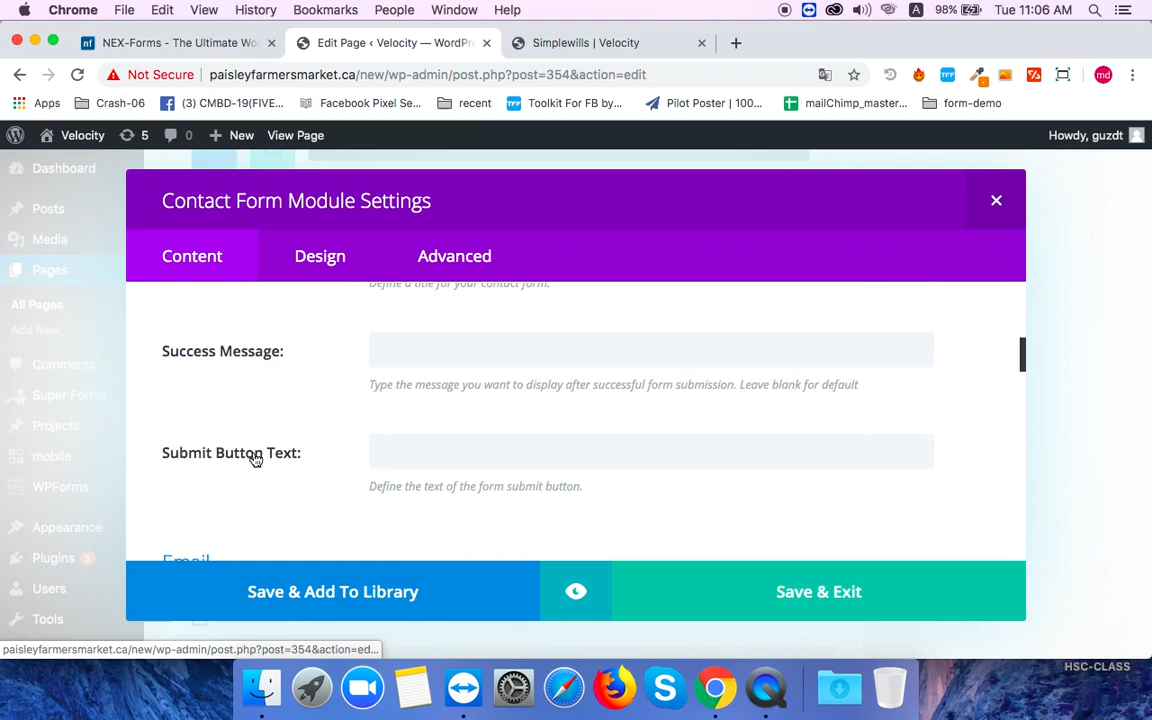 Chrome File Edit View History Bookmarks People Window Help A 98% Tue 11:06 AM
nf NEX-Forms - The Ultimate Wo Edit Page ‹ Velocity — WordPr Simplewills | Velocity
Not Secure paisleyfarmersmarket.ca/new/wp-admin/post.php?post=354&action=edit TFF md
Apps Crash-06 (3) CMBD-19(FIVE... Facebook Pixel Se... recent TFF Toolkit For FB by... Pilot Poster | 100... mailChimp_master... form-demo
Velocity 5 0 New View Page Howdy, guzdt
Dashboard
Posts
Media
Pages
All Pages
Add New
Comments
Super Forms
Projects
mobile
WPForms
Appearance
Plugins 3
Users
Tools
Contact Form Module Settings
Content Design Advanced
Define a title for your contact form.
Success Message:
Type the message you want to display after successful form submission. Leave blank for default
Submit Button Text:
Define the text of the form submit button.
Email
Save & Add To Library Save & Exit
paisleyfarmersmarket.ca/new/wp-admin/post.php?post=354&action=ed...
HSC-CLASS